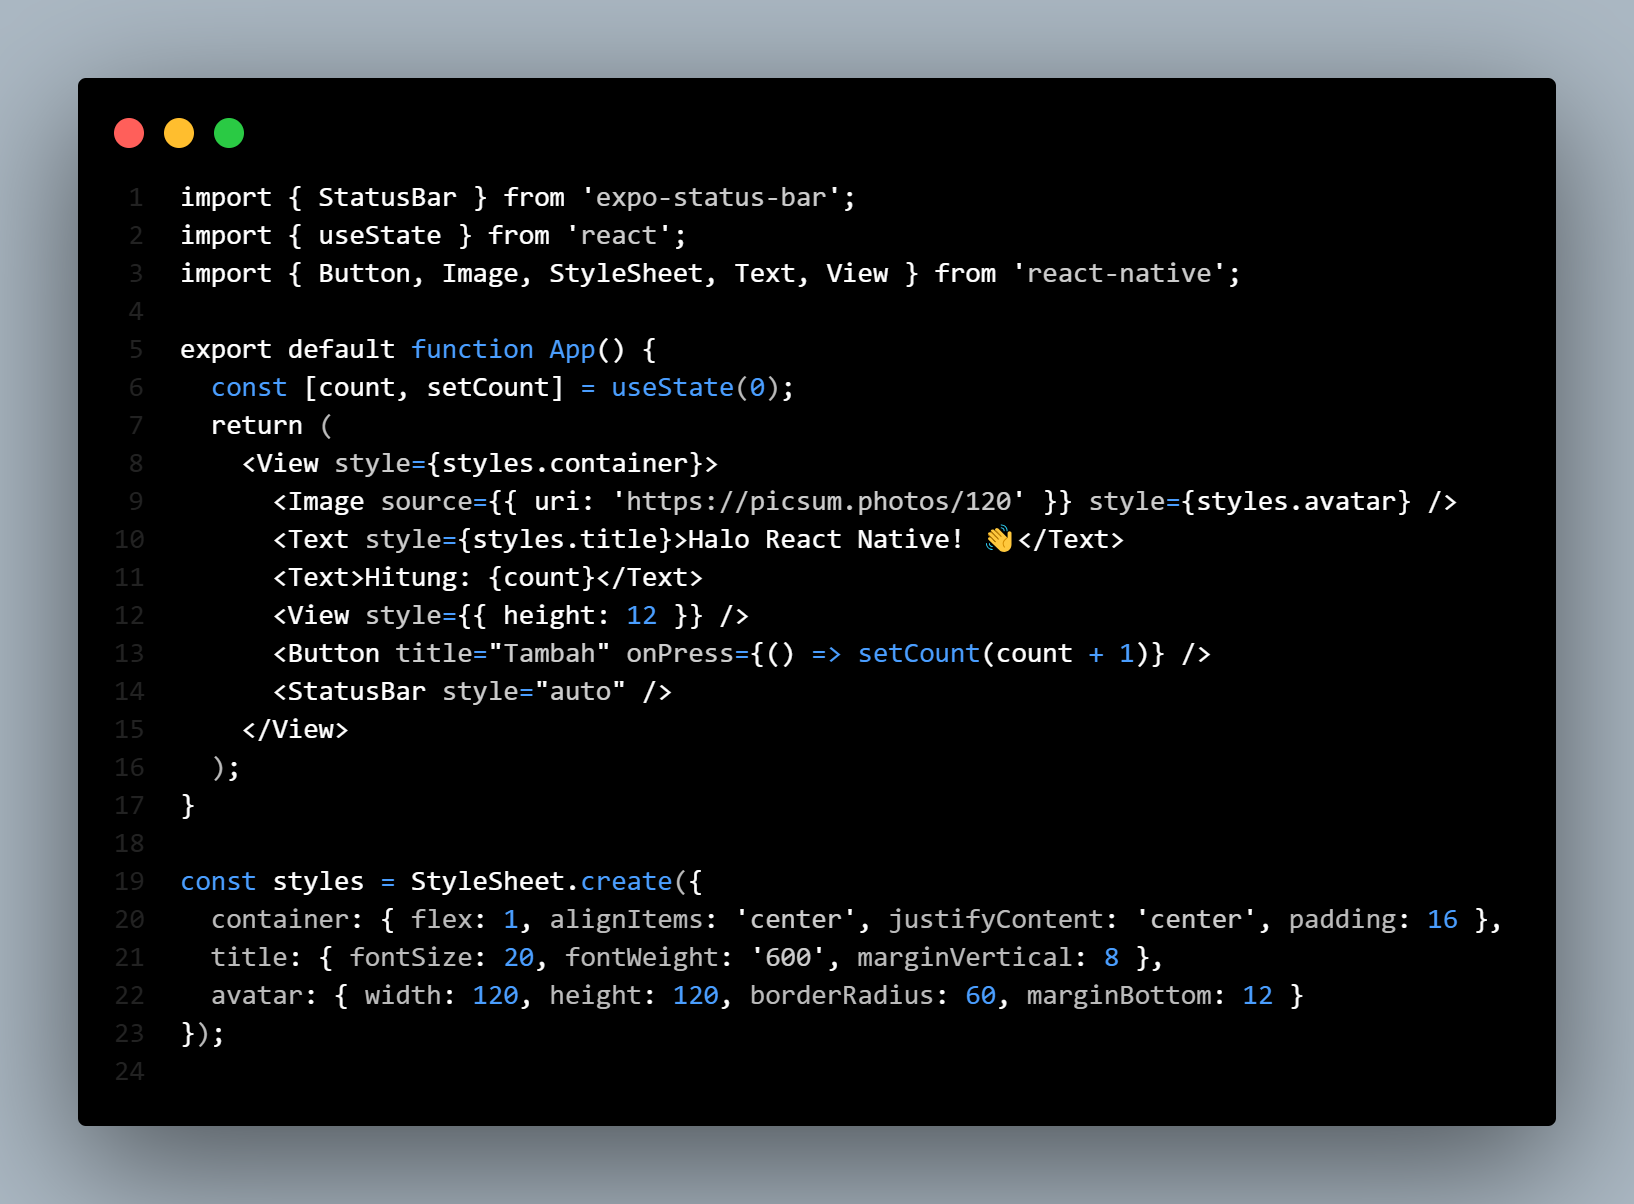 1 import { StatusBar } from 'expo-status-bar';
2 import { useState } from 'react';
3 import { Button, Image, StyleSheet, Text, View } from 'react-native';
4
5 export default function App() {
6   const [count, setCount] = useState(0);
7   return (
8     <View style={styles.container}>
9       <Image source={{ uri: 'https://picsum.photos/120' }} style={styles.avatar} />
10       <Text style={styles.title}>Halo React Native! 👋</Text>
11       <Text>Hitung: {count}</Text>
12       <View style={{ height: 12 }} />
13       <Button title="Tambah" onPress={() => setCount(count + 1)} />
14       <StatusBar style="auto" />
15     </View>
16   );
17 }
18
19 const styles = StyleSheet.create({
20   container: { flex: 1, alignItems: 'center', justifyContent: 'center', padding: 16 },
21   title: { fontSize: 20, fontWeight: '600', marginVertical: 8 },
22   avatar: { width: 120, height: 120, borderRadius: 60, marginBottom: 12 }
23 });
24